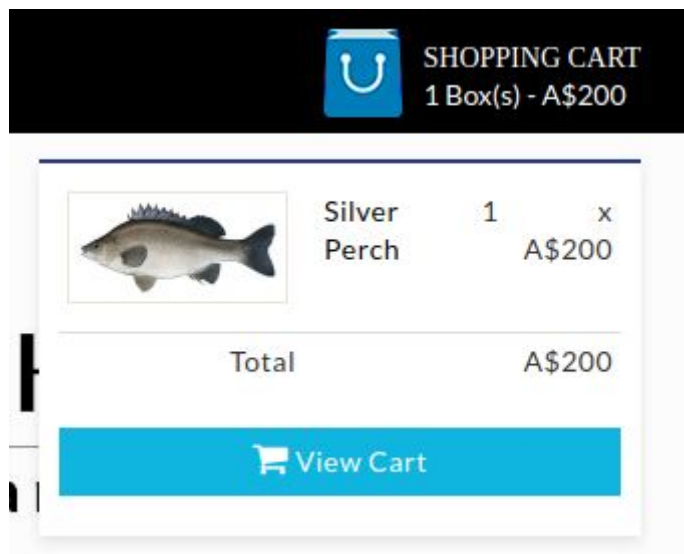 SHOPPING CART
1 Box(s) - A$200
Silver Perch 1 x A$200
Total A$200
View Cart